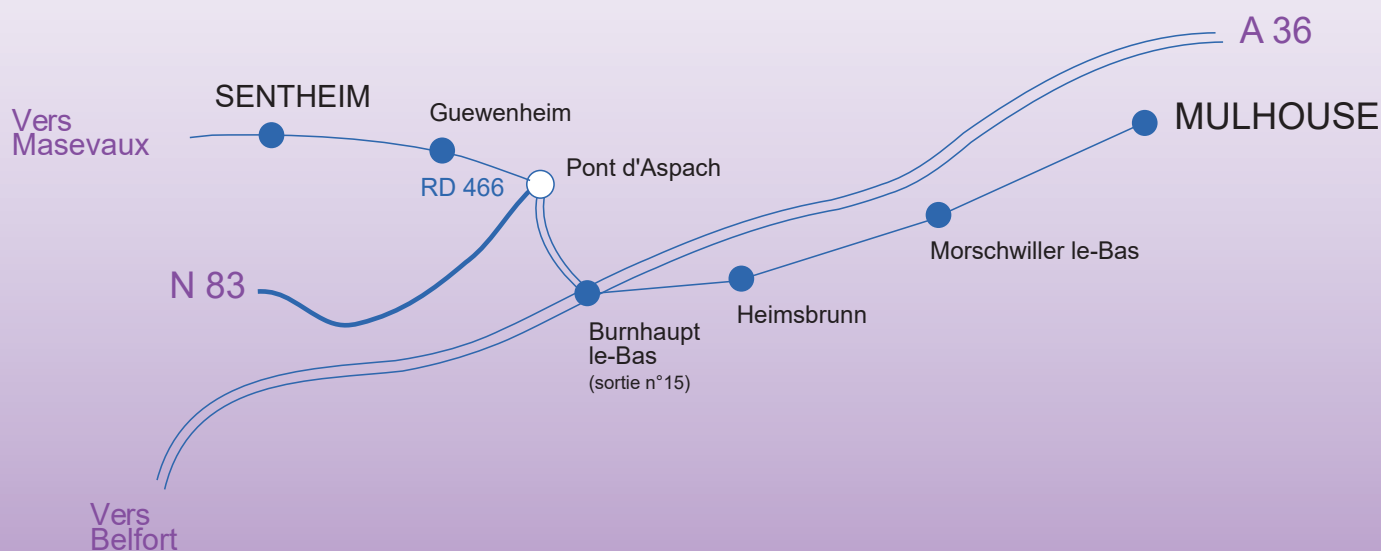 A 36
SENTHEIM
Guewenheim
Vers
Masevaux
MULHOUSE
Pont d'Aspach
RD 466
Morschwiller le-Bas
N 83
Heimsbrunn
Burnhaupt
le-Bas
(sortie n°15)
Vers
Belfort